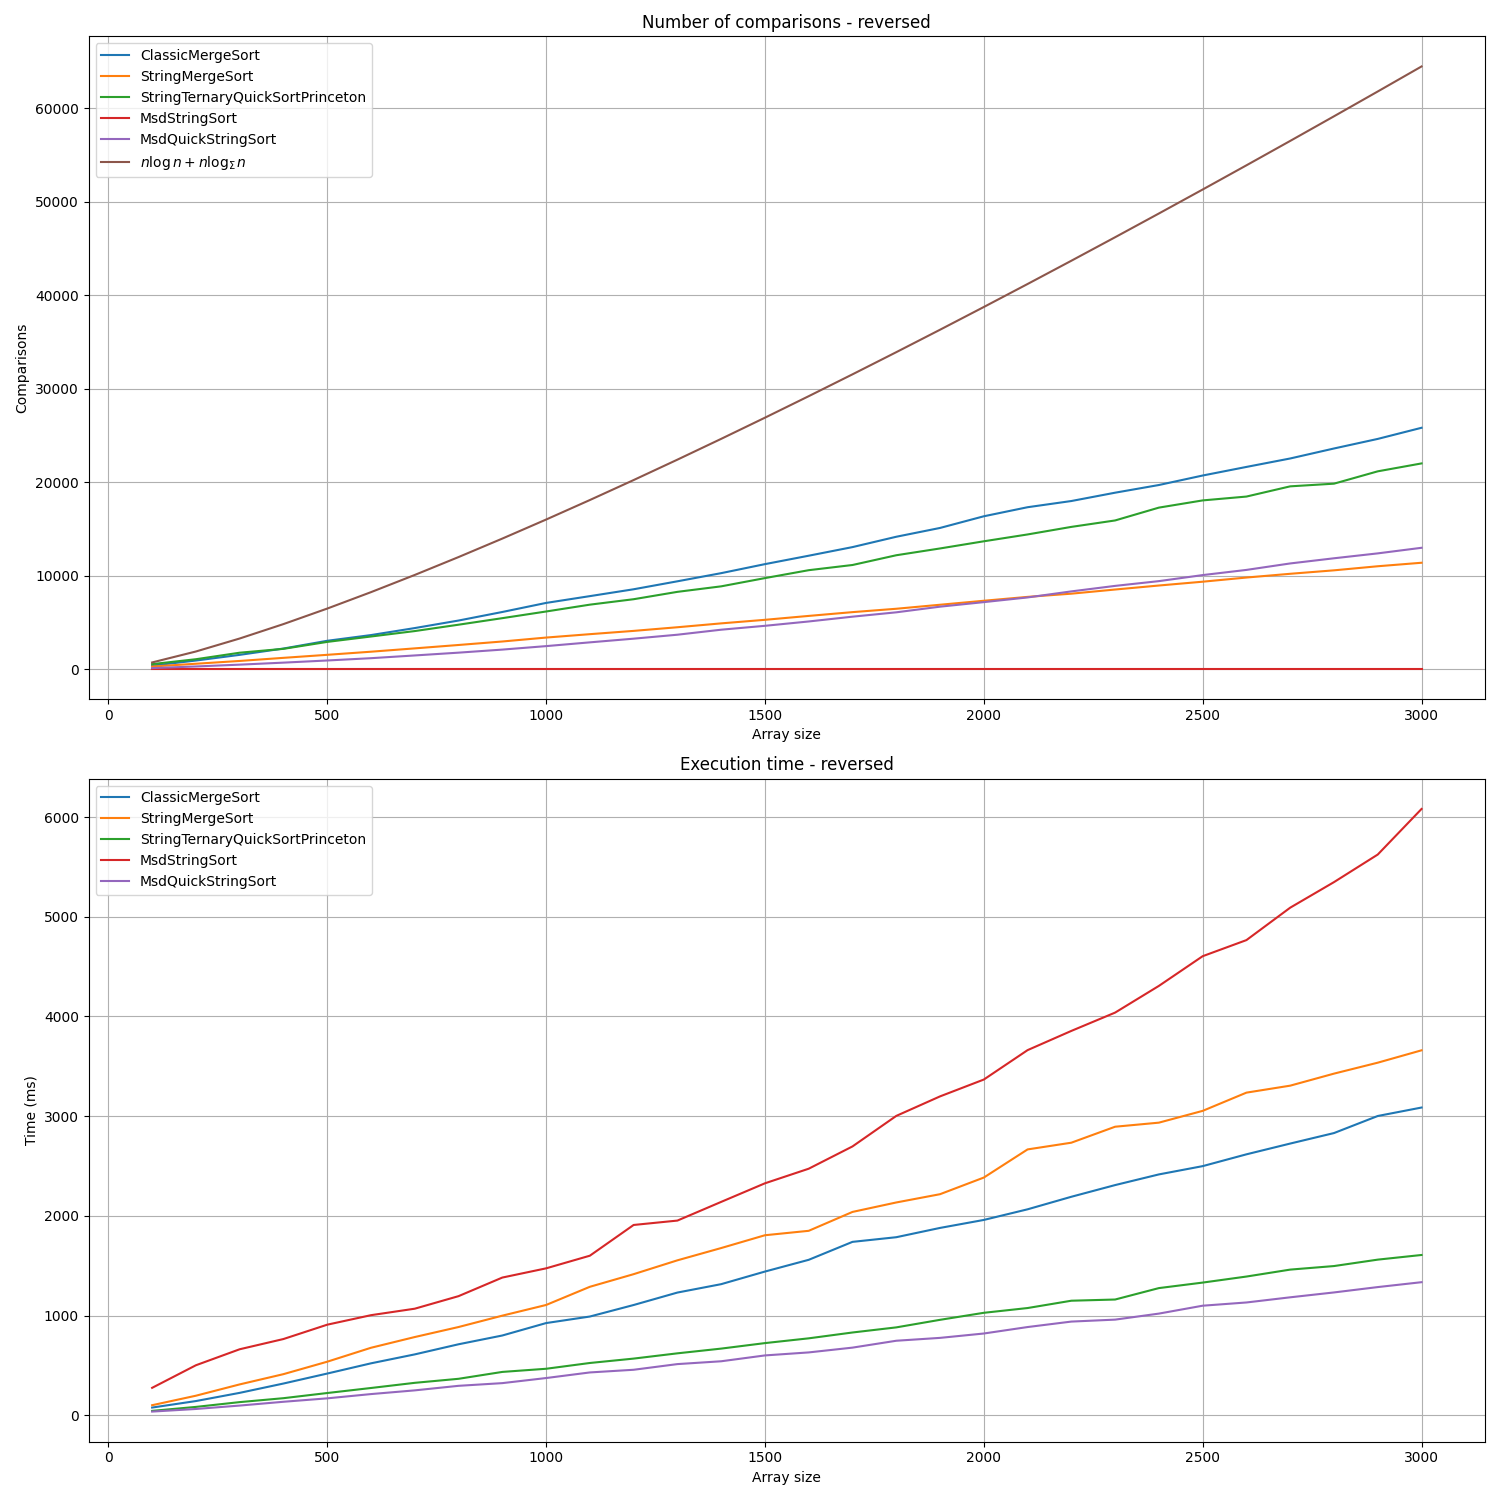 Number of comparisons - reversed
ClassicMergeSort
StringMergeSort
StringTernaryQuickSortPrinceton
MsdStringSort
MsdQuickStringSort
n log n + n log_Σ n
60000
50000
40000
30000
20000
10000
0
Comparisons
0 500 1000 1500 2000 2500 3000
Array size
Execution time - reversed
ClassicMergeSort
StringMergeSort
StringTernaryQuickSortPrinceton
MsdStringSort
MsdQuickStringSort
6000
5000
4000
3000
2000
1000
0
Time (ms)
0 500 1000 1500 2000 2500 3000
Array size